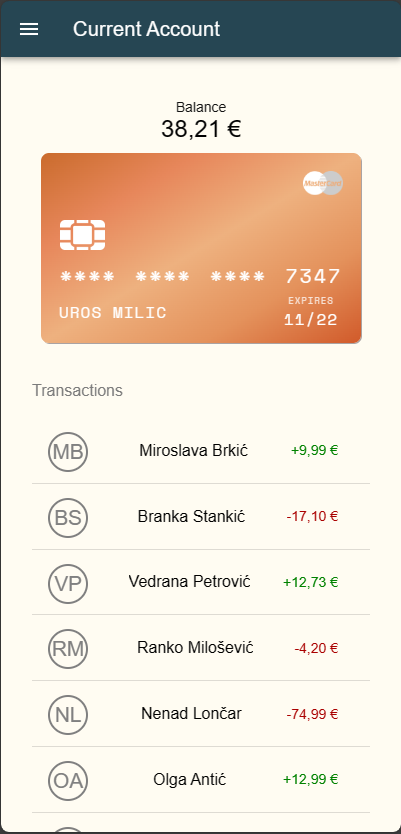 Current Account
Balance
38,21 €
MasterCard
**** **** **** 7347
EXPIRES
UROS MILIC
11/22
Transactions
MB Miroslava Brkić +9,99 €
BS Branka Stankić -17,10 €
VP Vedrana Petrović +12,73 €
RM Ranko Milošević -4,20 €
NL Nenad Lončar -74,99 €
OA Olga Antić +12,99 €